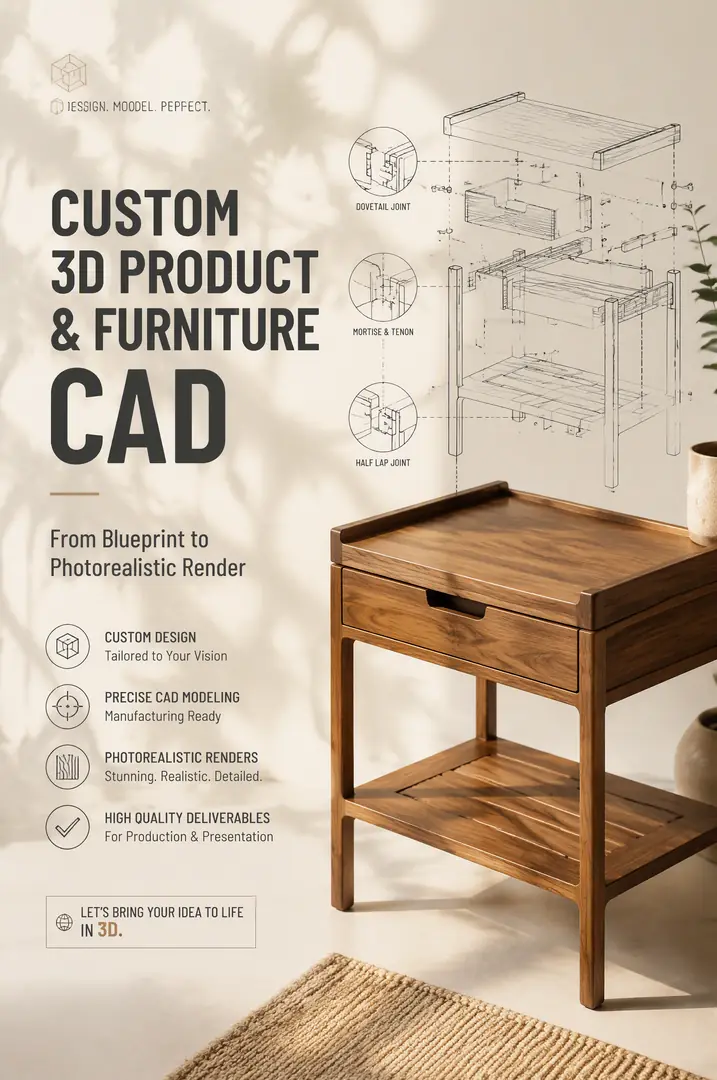 JESSIGN. MOODEL. PEPFECT.
CUSTOM
3D PRODUCT
& FURNITURE
CAD
From Blueprint to
Photorealistic Render
CUSTOM DESIGN
Tailored to Your Vision
PRECISE CAD MODELING
Manufacturing Ready
PHOTOREALISTIC RENDERS
Stunning. Realistic. Detailed.
HIGH QUALITY DELIVERABLES
For Production & Presentation
LET'S BRING YOUR IDEA TO LIFE
IN 3D.
DOVETAIL JOINT
MORTISE & TENON
HALF LAP JOINT